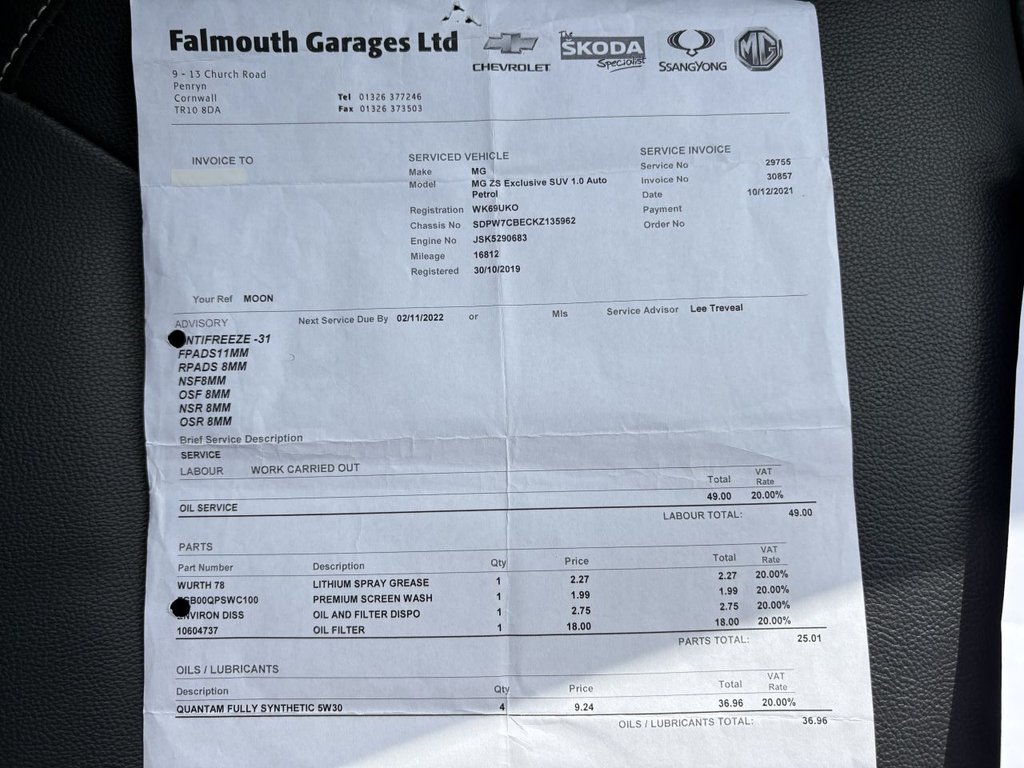 Falmouth Garages Ltd
CHEVROLET
The ŠKODA Specialist
SSANGYONG
MG
9 - 13 Church Road
Penryn
Cornwall
TR10 8DA
Tel 01326 377246
Fax 01326 373503
INVOICE TO
SERVICED VEHICLE
Make MG
Model MG ZS Exclusive SUV 1.0 Auto
Petrol
Registration WK69UKO
Chassis No SDPW7CBECKZ135962
Engine No JSK5290683
Mileage 16812
Registered 30/10/2019
SERVICE INVOICE
Service No 29755
Invoice No 30857
Date 10/12/2021
Payment
Order No
Your Ref MOON
ADVISORY Next Service Due By 02/11/2022 or Mls Service Advisor Lee Treveal
NTIFREEZE -31
FPADS11MM
RPADS 8MM
NSF8MM
OSF 8MM
NSR 8MM
OSR 8MM
Brief Service Description
SERVICE
LABOUR WORK CARRIED OUT
Total VAT Rate
OIL SERVICE 49.00 20.00%
LABOUR TOTAL: 49.00
PARTS
Part Number Description Qty Price Total VAT Rate
WURTH 78 LITHIUM SPRAY GREASE 1 2.27 2.27 20.00%
GB00QPSWC100 PREMIUM SCREEN WASH 1 1.99 1.99 20.00%
NVIRON DISS OIL AND FILTER DISPO 1 2.75 2.75 20.00%
10604737 OIL FILTER 1 18.00 18.00 20.00%
PARTS TOTAL: 25.01
OILS / LUBRICANTS
Description Qty Price Total VAT Rate
QUANTAM FULLY SYNTHETIC 5W30 4 9.24 36.96 20.00%
OILS / LUBRICANTS TOTAL: 36.96